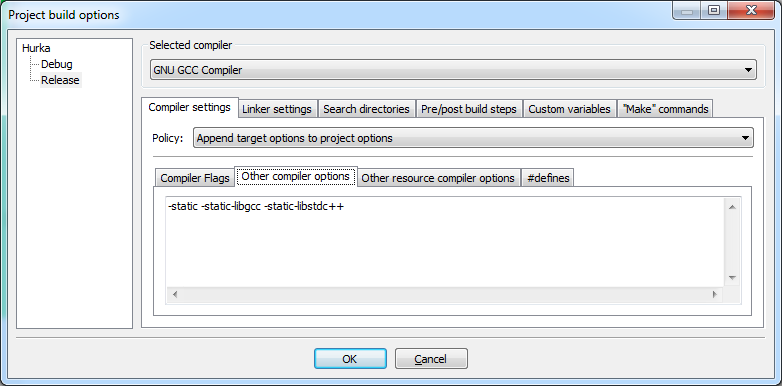 Project build options
Hurka
Debug
Release
Selected compiler
GNU GCC Compiler
Compiler settings Linker settings Search directories Pre/post build steps Custom variables "Make" commands
Policy: Append target options to project options
Compiler Flags Other compiler options Other resource compiler options #defines
-static -static-libgcc -static-libstdc++
OK Cancel